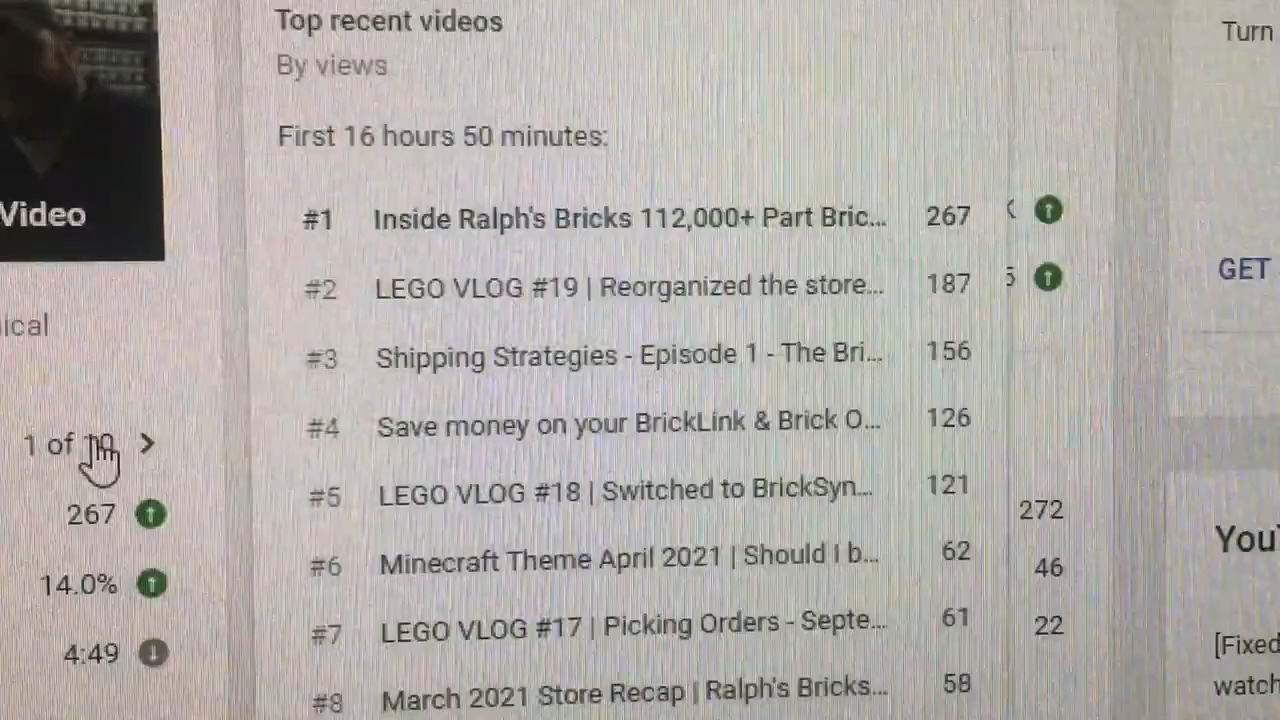 Top recent videos
By views
First 16 hours 50 minutes:
#1 Inside Ralph's Bricks 112,000+ Part Bric... 267
#2 LEGO VLOG #19 | Reorganized the store... 187
#3 Shipping Strategies - Episode 1 - The Bri... 156
#4 Save money on your BrickLink & Brick O... 126
#5 LEGO VLOG #18 | Switched to BrickSyn... 121
#6 Minecraft Theme April 2021 | Should I b... 62
#7 LEGO VLOG #17 | Picking Orders - Septe... 61
#8 March 2021 Store Recap | Ralph's Bricks... 58
Video
ical
1 of 10
267
14.0%
4:49
5
272
46
22
Turn
GET
You'
[Fixed
watch